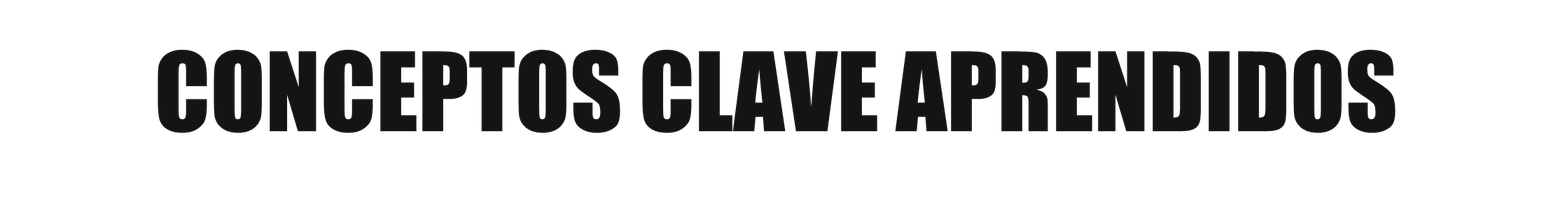 CONCEPTOS CLAVE APRENDIDOS